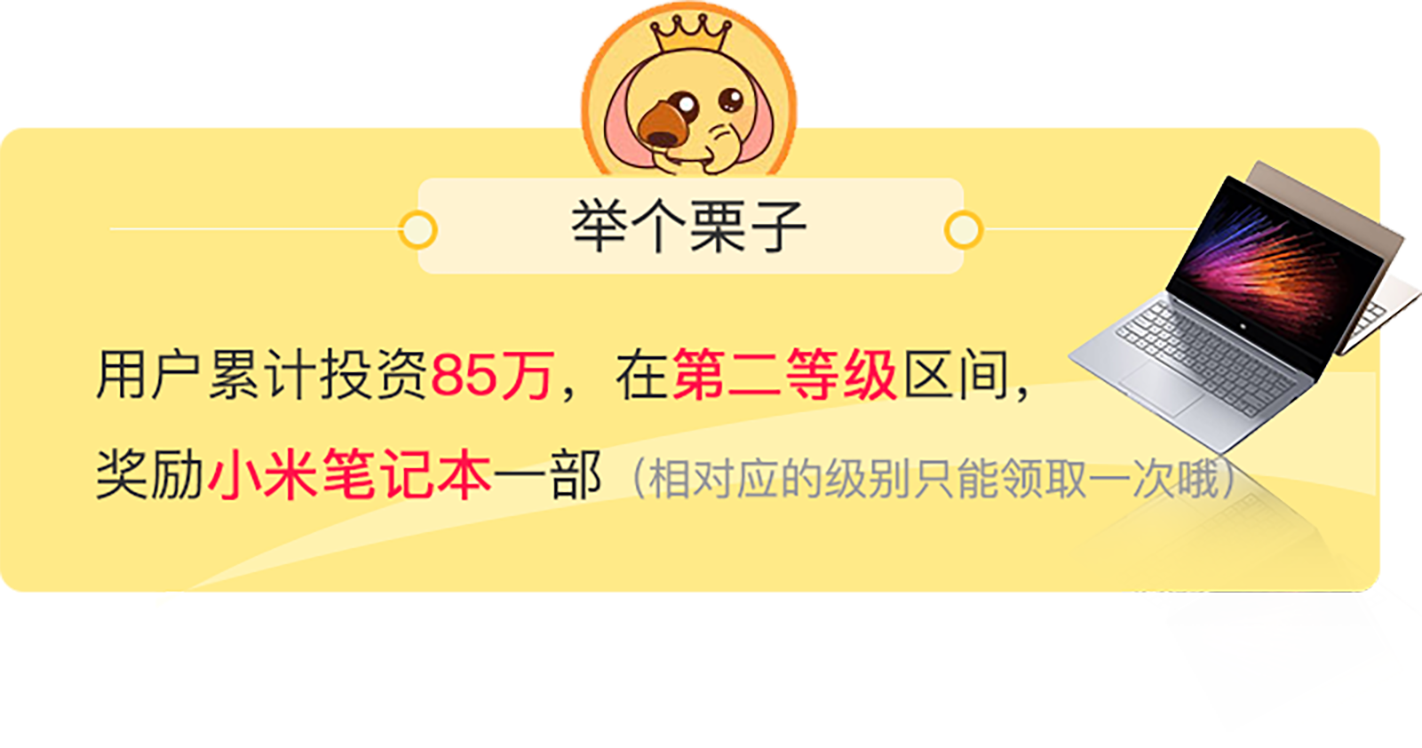 举个栗子
用户累计投资85万，在第二等级区间，
奖励小米笔记本一部（相对应的级别只能领取一次哦）